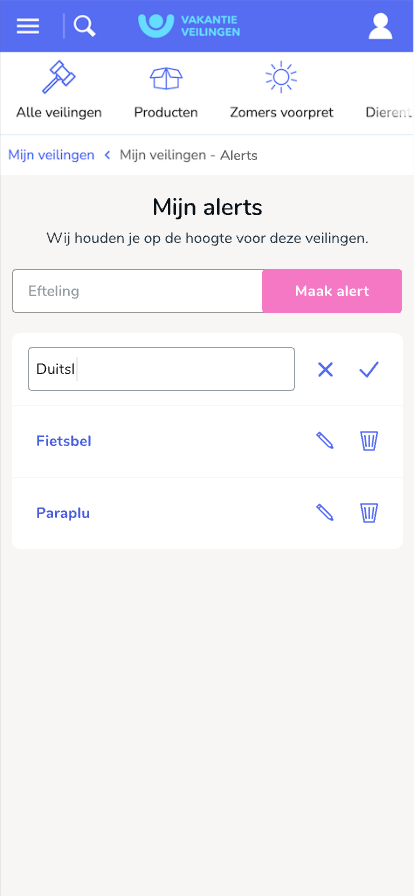 VAKANTIE
VEILINGEN
Alle veilingen
Producten
Zomers voorpret
Dierent
Mijn veilingen < Mijn veilingen - Alerts
Mijn alerts
Wij houden je op de hoogte voor deze veilingen.
Efteling
Maak alert
Duitsl
Fietsbel
Paraplu